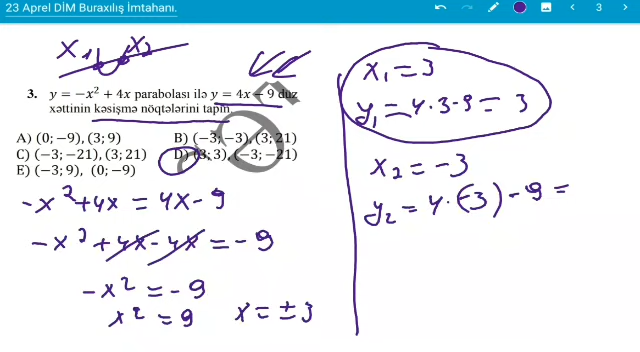 23 Aprel DİM Buraxılış İmtahanı.
3
x₁ x₂
3. y = −x² + 4x parabolası ilə y = 4x − 9 düz
xəttinin kəsişmə nöqtələrini tapın.
A) (0; −9), (3; 9) B) (−3; −3), (3; 21)
C) (−3; −21), (3; 21) D) (3; 3), (−3; −21)
E) (−3; 9), (0; −9)
-x²+4x = 4x-9
-x²+4x-4x = -9
-x² = -9
x² = 9 x = ±3
x₁ = 3
y₁ = 4·3-9 = 3
x₂ = -3
y₂ = 4·(-3)-9 =